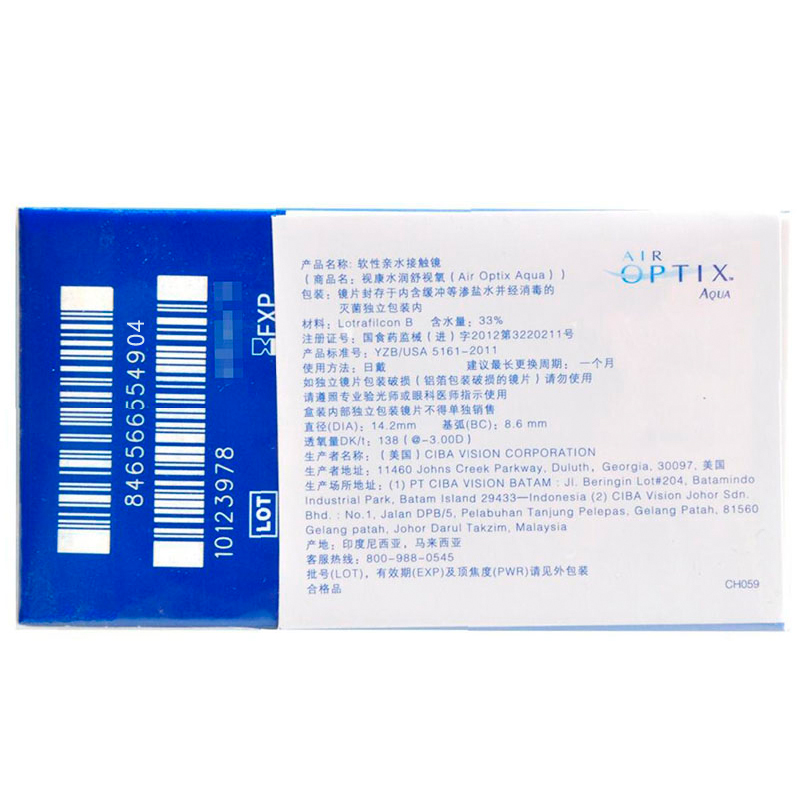 846566554904
10123978
EXP
LOT
AIR
OPTIX™
AQUA
产品名称: 软性亲水接触镜
(商品名: 视康水润舒视氧 (Air Optix Aqua))
包装: 镜片封存于内含缓冲等渗盐水并经消毒的
灭菌独立包装内
材料: Lotrafilcon B 含水量: 33%
注册证号: 国食药监械 (进) 字2012第3220211号
产品标准号: YZB/USA 5161-2011
使用方法: 日戴 建议最长更换周期: 一个月
如独立镜片包装破损 (铝箔包装破损的镜片) 请勿使用
请遵照专业验光师或眼科医师指示使用
盒装内部独立包装镜片不得单独销售
直径(DIA): 14.2mm 基弧(BC): 8.6 mm
透氧量DK/t: 138 (@-3.00D)
生产者名称: (美国) CIBA VISION CORPORATION
生产者地址: 11460 Johns Creek Parkway, Duluth, Georgia, 30097, 美国
生产场所地址: (1) PT CIBA VISION BATAM : Jl. Beringin Lot#204, Batamindo
Industrial Park, Batam Island 29433—Indonesia (2) CIBA Vision Johor Sdn.
Bhd. : No.1, Jalan DPB/5, Pelabuhan Tanjung Pelepas, Gelang Patah, 81560
Gelang patah, Johor Darul Takzim, Malaysia
产地: 印度尼西亚, 马来西亚
客服热线: 800-988-0545
批号(LOT), 有效期(EXP)及顶焦度(PWR)请见外包装
合格品
CH059